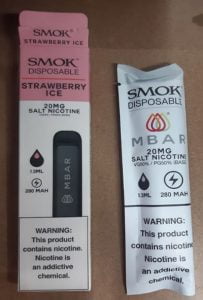 SMOK
STRAWBERRY ICE
SMOK
DISPOSABLE
STRAWBERRY
ICE
20MG
SALT NICOTINE
MBAR
1.3ML
280 MAH
WARNING:
This product
contains nicotine.
Nicotine is
an addictive
chemical.
SMOK
DISPOSABLE
MBAR
20MG
SALT NICOTINE
1.3ML
280 MAH
WARNING:
This product
contains nicotine.
Nicotine is
an addictive
chemical.